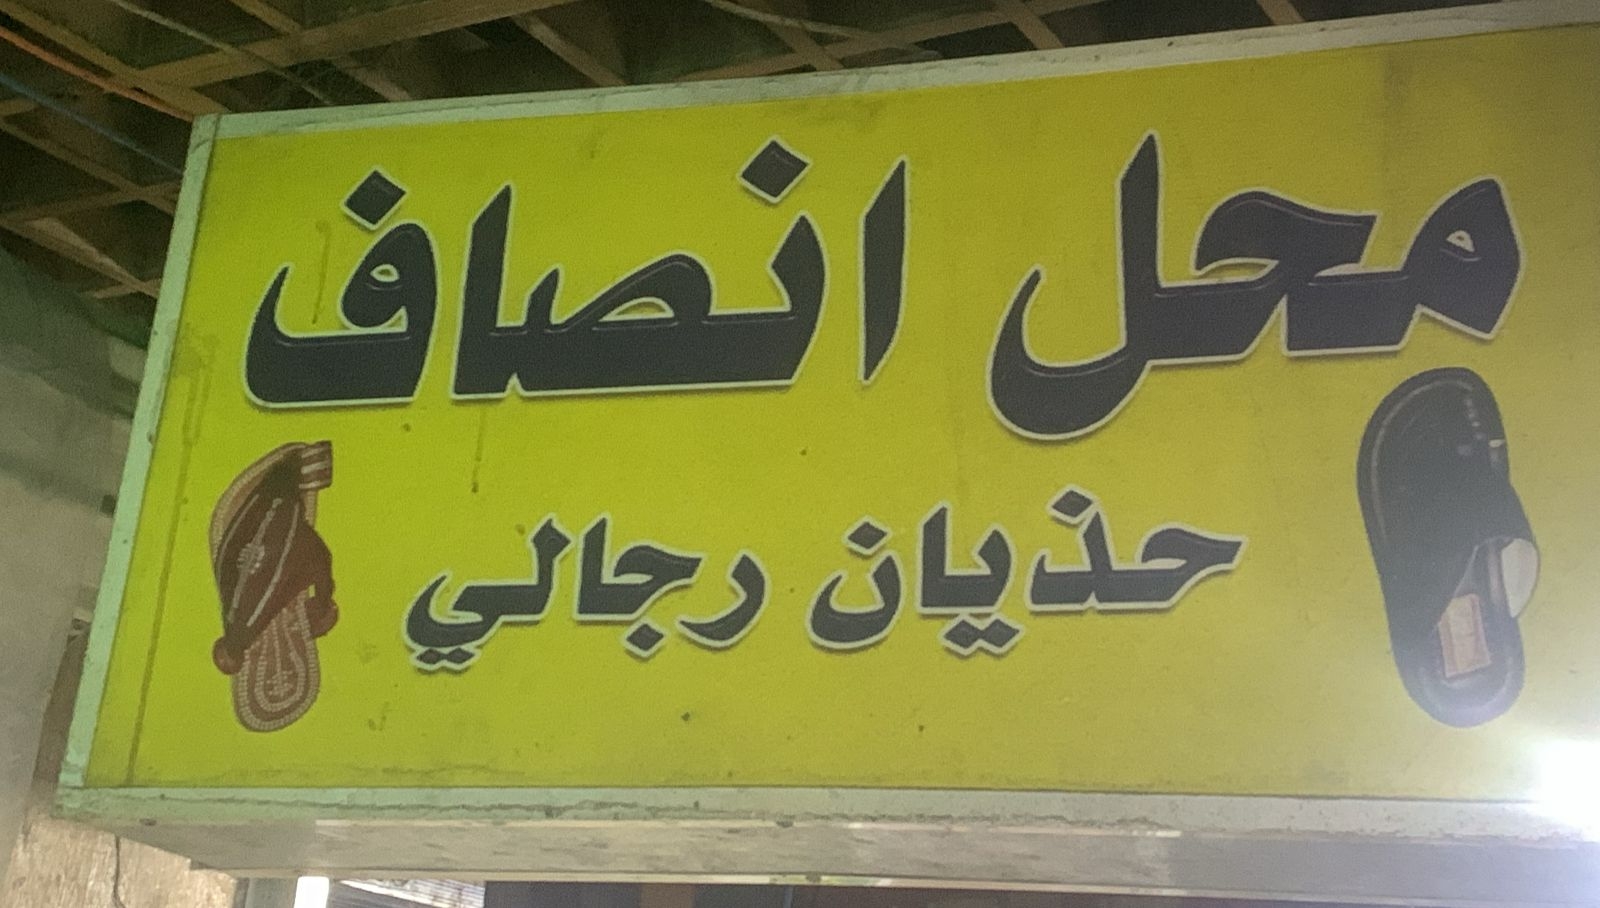 محل انصاف
حذيان رجالي